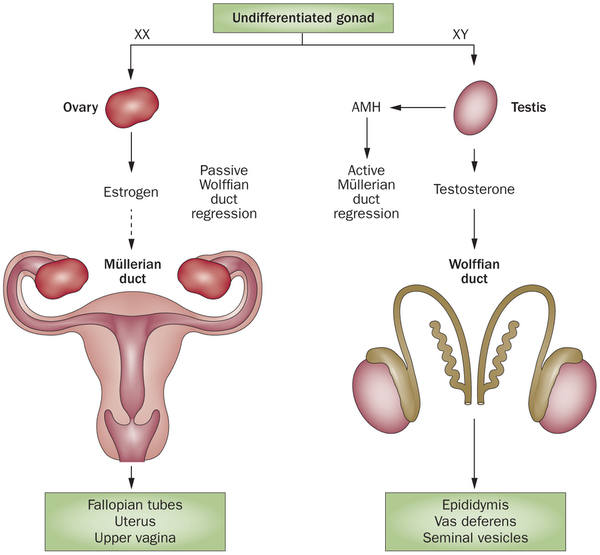 Undifferentiated gonad
XX
XY
Ovary
AMH
Testis
Estrogen
Passive
Wolffian
duct
regression
Active
Müllerian
duct
regression
Testosterone
Müllerian
duct
Wolffian
duct
Fallopian tubes
Uterus
Upper vagina
Epididymis
Vas deferens
Seminal vesicles